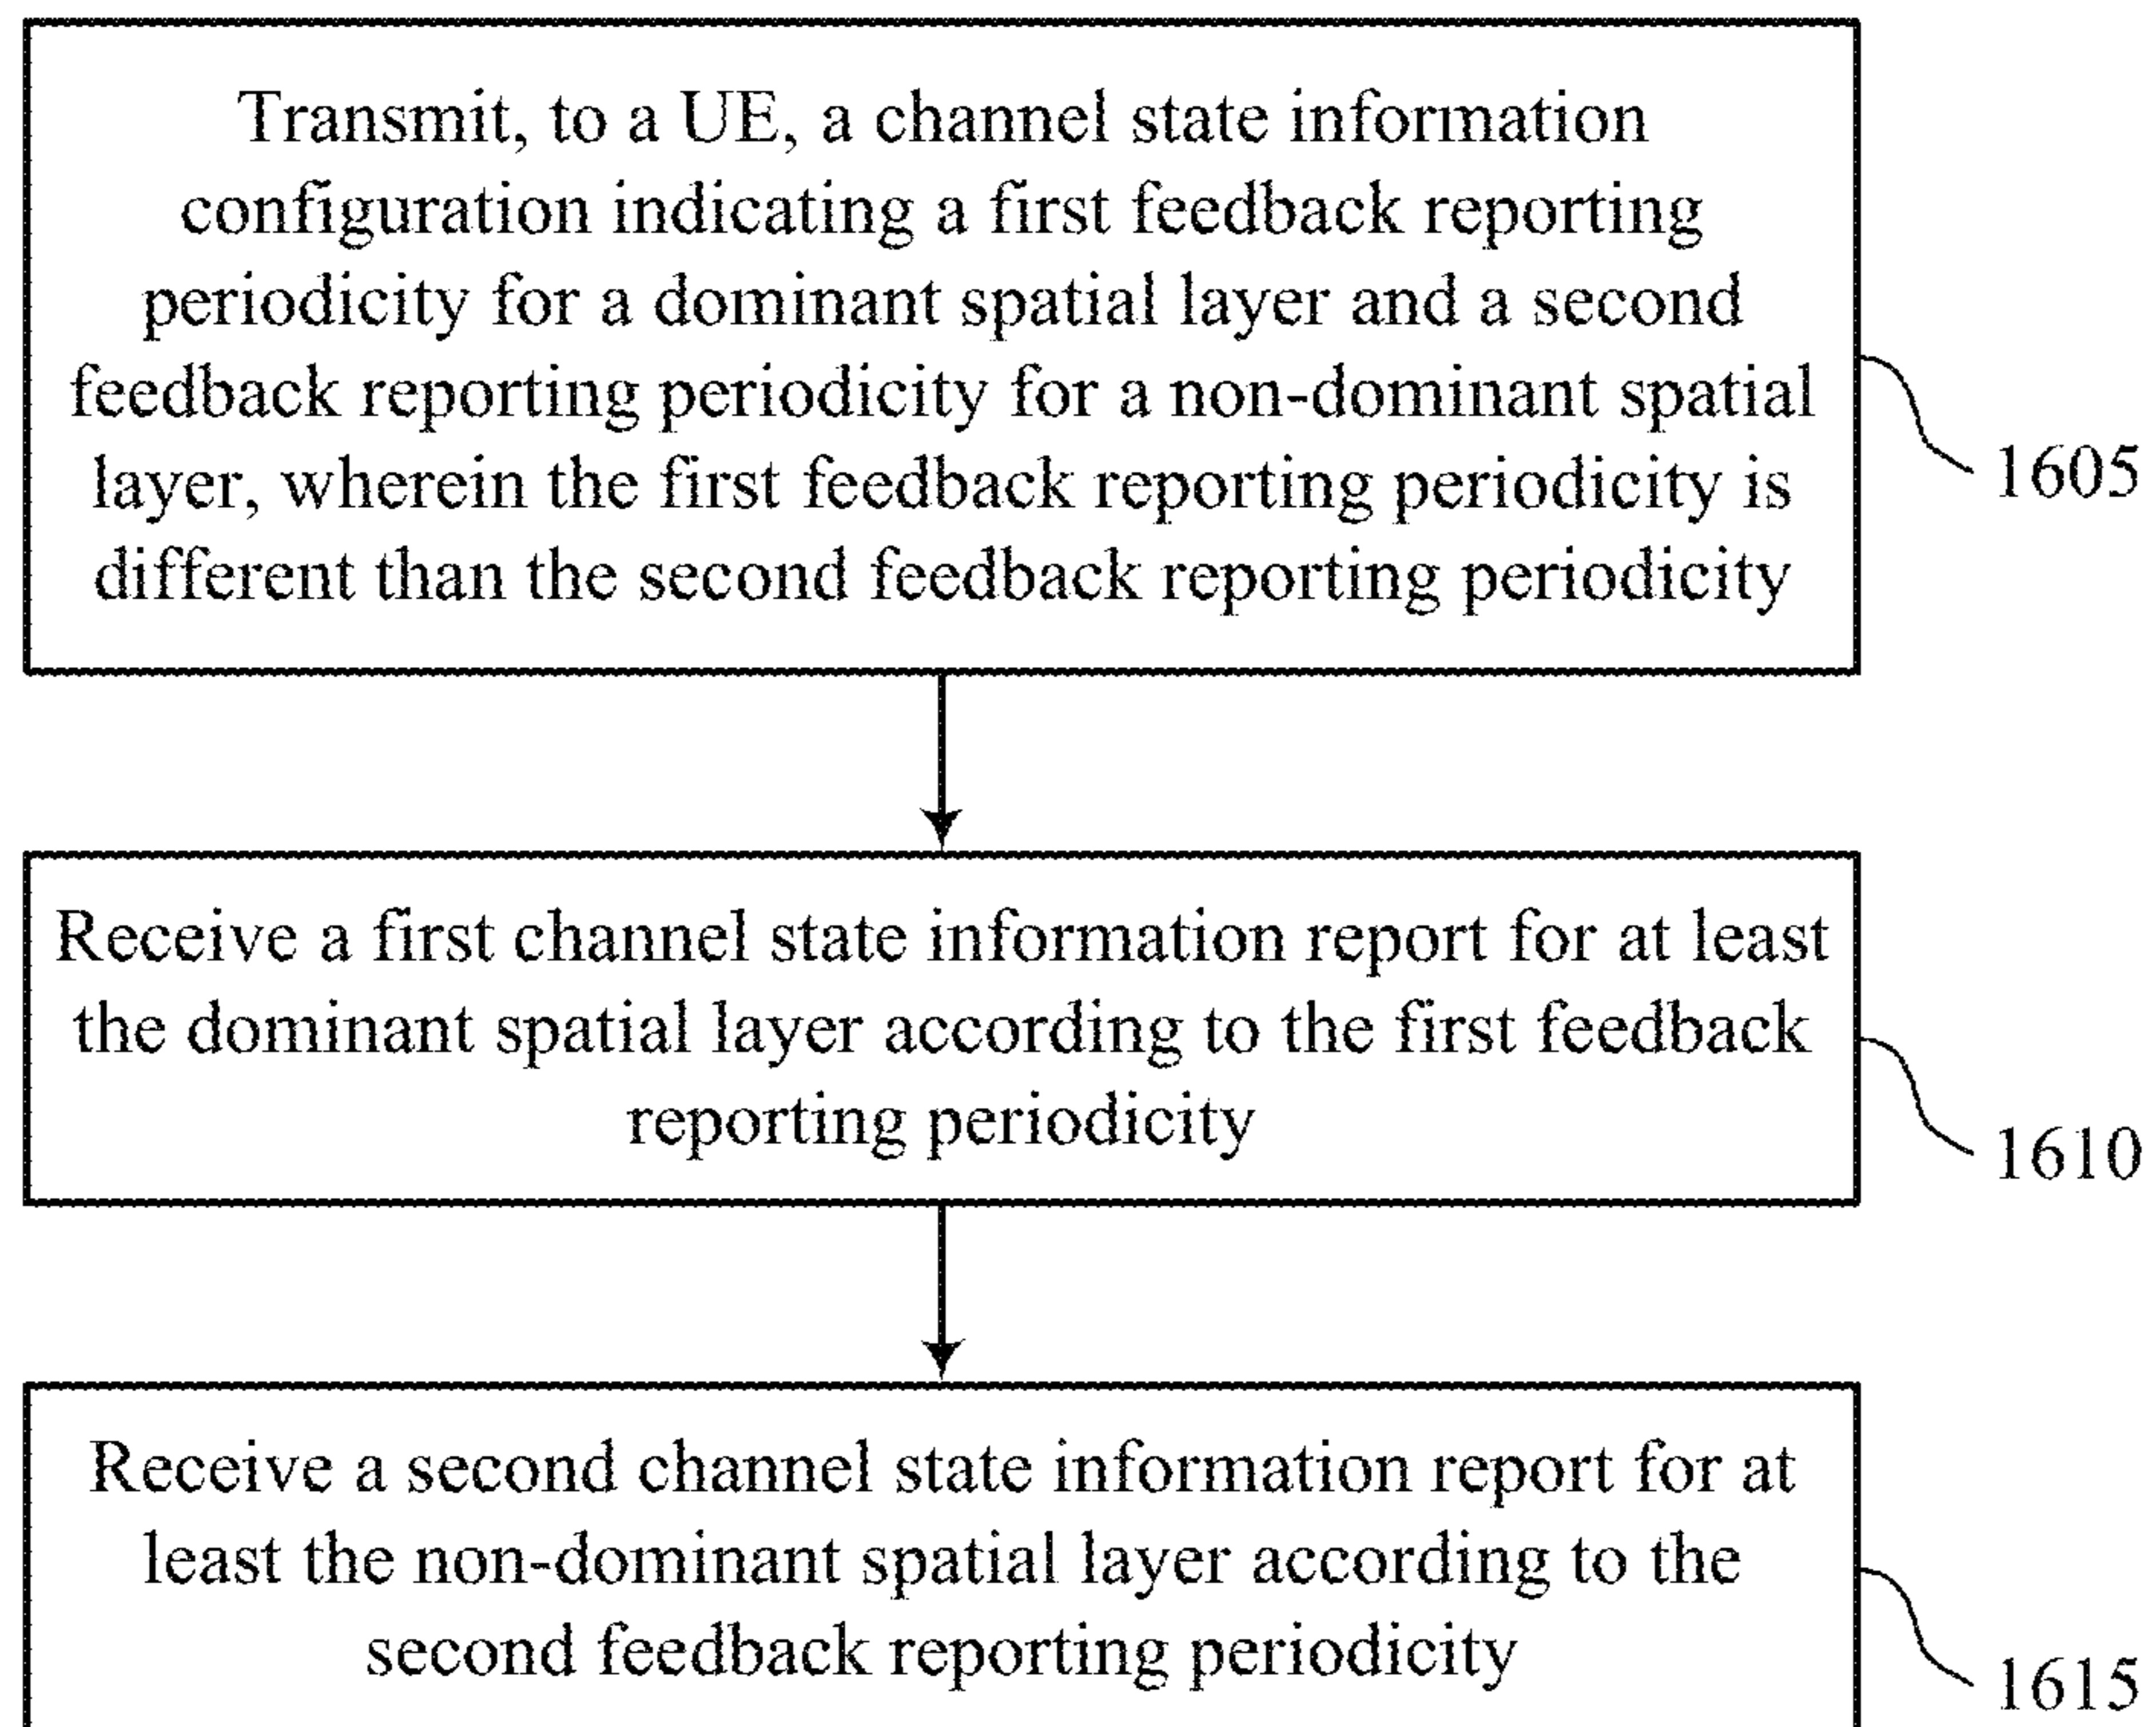 Transmit, to a UE, a channel state information
configuration indicating a first feedback reporting
periodicity for a dominant spatial layer and a second
feedback reporting periodicity for a non-dominant spatial
layer, wherein the first feedback reporting periodicity is
different than the second feedback reporting periodicity
1605
Receive a first channel state information report for at least
the dominant spatial layer according to the first feedback
reporting periodicity
1610
Receive a second channel state information report for at
least the non-dominant spatial layer according to the
second feedback reporting periodicity
1615